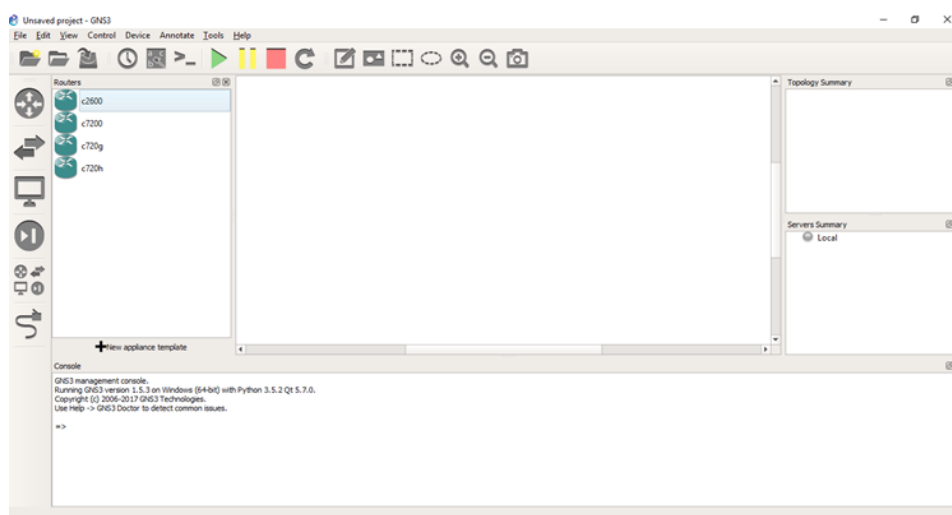 Unsaved project - GNS3
File Edit View Control Device Annotate Tools Help
Routers
c2600
c7200
c720g
c720h
New appliance template
Topology Summary
Servers Summary
Local
Console
GNS3 management console.
Running GNS3 version 1.5.3 on Windows (64-bit) with Python 3.5.2 Qt 5.7.0.
Copyright (c) 2006-2017 GNS3 Technologies.
Use Help -> GNS3 Doctor to detect common issues.
=>